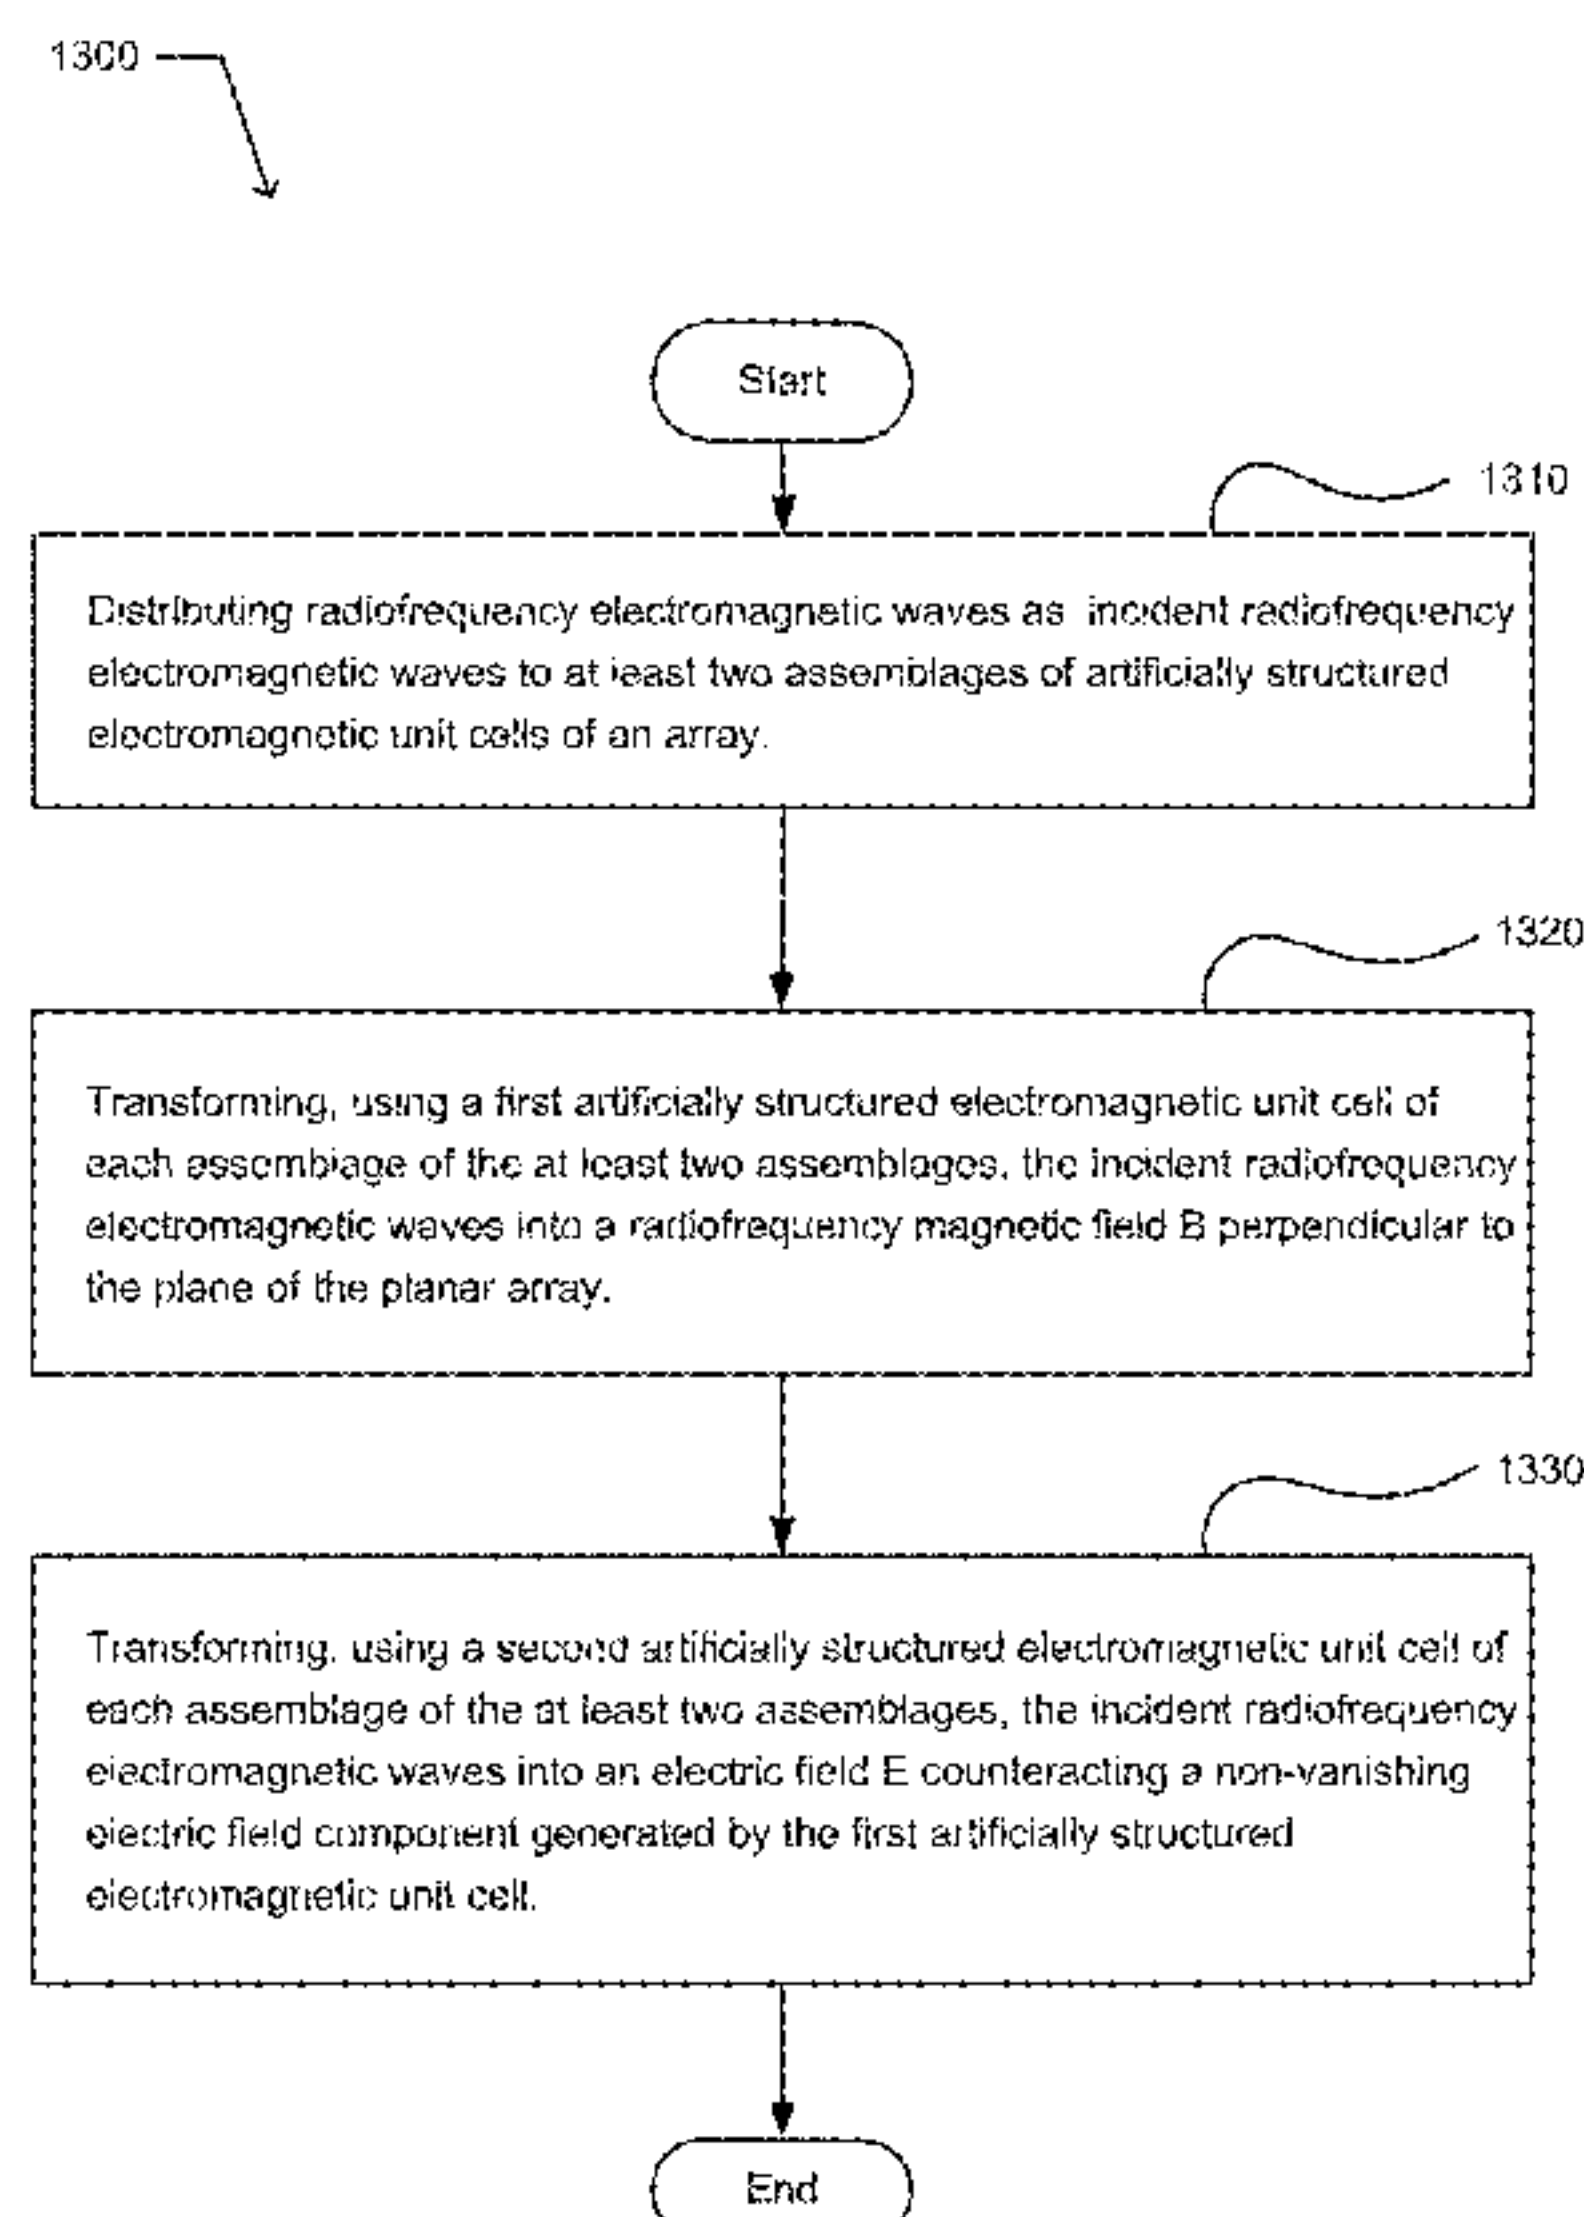 1300
Start
1310
Distributing radiofrequency electromagnetic waves as incident radiofrequency
electromagnetic waves to at least two assemblages of artificially structured
electromagnetic unit cells of an array.
1320
Transforming, using a first artificially structured electromagnetic unit cell of
each assemblage of the at least two assemblages, the incident radiofrequency
electromagnetic waves into a radiofrequency magnetic field B perpendicular to
the plane of the planar array.
1330
Transforming, using a second artificially structured electromagnetic unit cell of
each assemblage of the at least two assemblages, the incident radiofrequency
electromagnetic waves into an electric field E counteracting a non-vanishing
electric field component generated by the first artificially structured
electromagnetic unit cell.
End